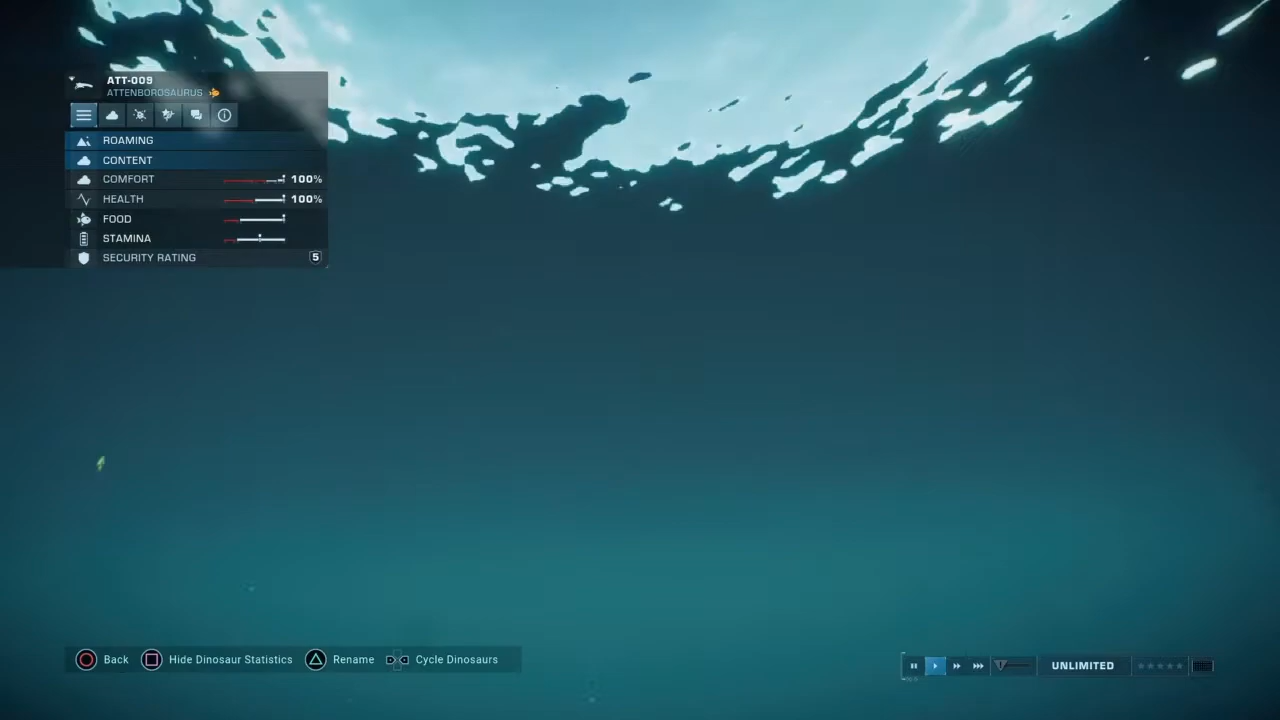 ATT-009
ATTENBOROSAURUS
ROAMING
CONTENT
COMFORT 100%
HEALTH 100%
FOOD
STAMINA
SECURITY RATING 5
Back Hide Dinosaur Statistics Rename Cycle Dinosaurs
UNLIMITED